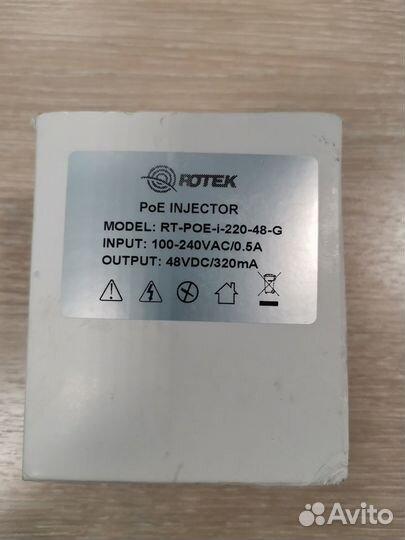 ROTEK
PoE INJECTOR
MODEL: RT-POE-i-220-48-G
INPUT: 100-240VAC/0.5A
OUTPUT: 48VDC/320mA
Avito